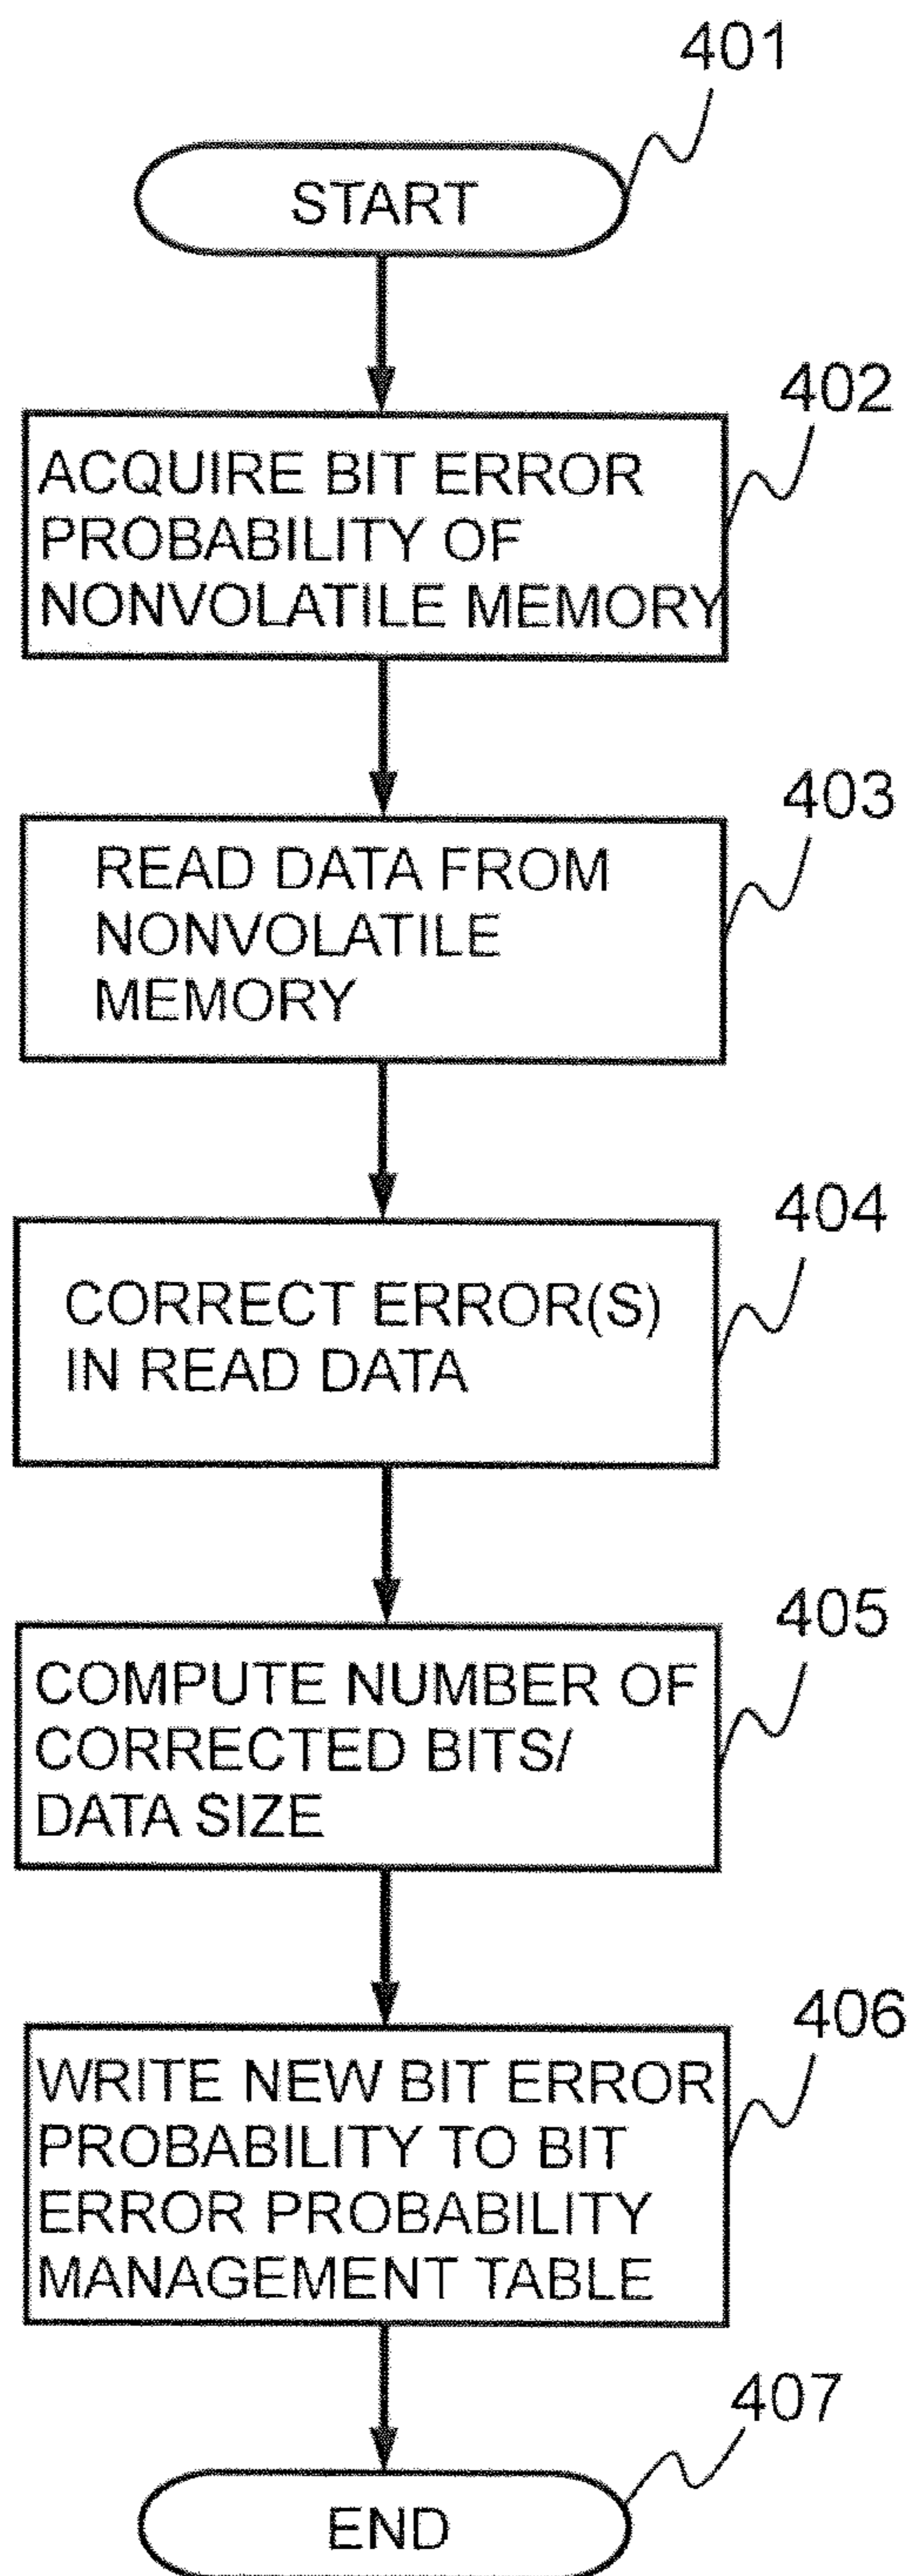 401
START
402
ACQUIRE BIT ERROR
PROBABILITY OF
NONVOLATILE MEMORY
403
READ DATA FROM
NONVOLATILE
MEMORY
404
CORRECT ERROR(S)
IN READ DATA
405
COMPUTE NUMBER OF
CORRECTED BITS/
DATA SIZE
406
WRITE NEW BIT ERROR
PROBABILITY TO BIT
ERROR PROBABILITY
MANAGEMENT TABLE
407
END